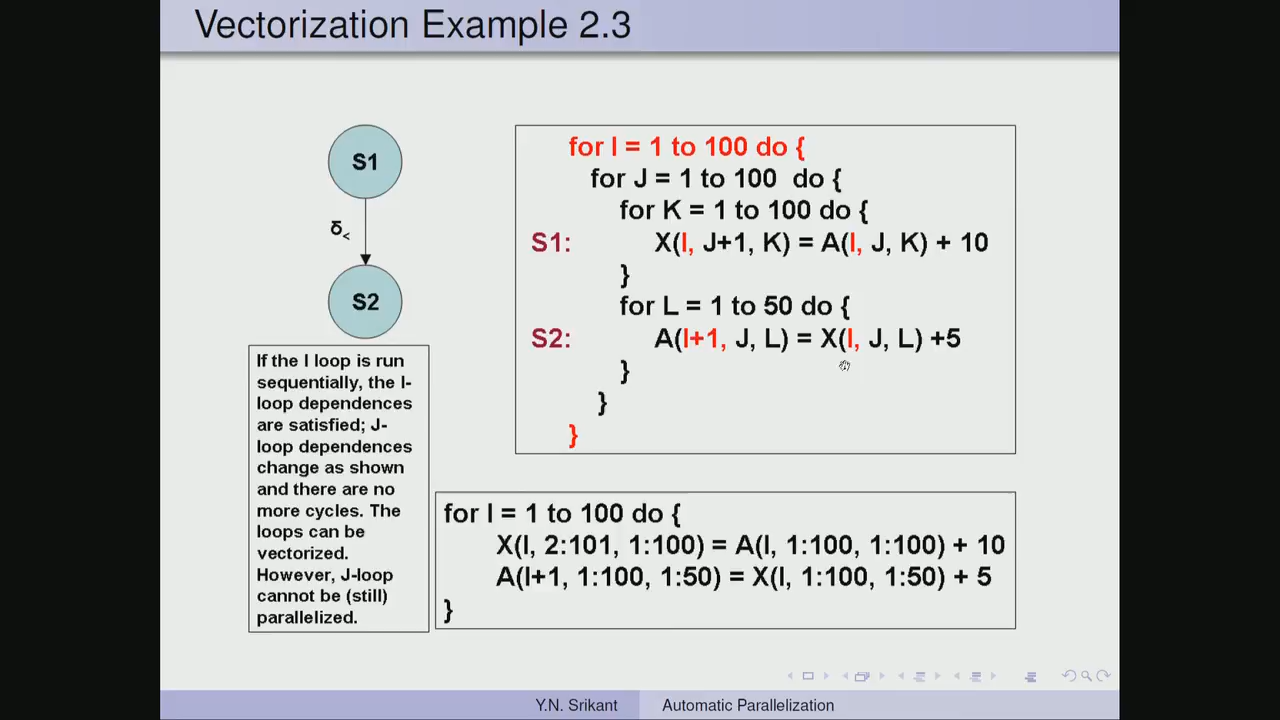 Vectorization Example 2.3
S1
δ<
S2
If the I loop is run
sequentially, the I-
loop dependences
are satisfied; J-
loop dependences
change as shown
and there are no
more cycles. The
loops can be
vectorized.
However, J-loop
cannot be (still)
parallelized.
for I = 1 to 100 do {
for J = 1 to 100 do {
for K = 1 to 100 do {
S1: X(I, J+1, K) = A(I, J, K) + 10
}
for L = 1 to 50 do {
S2: A(I+1, J, L) = X(I, J, L) +5
}
}
}
for I = 1 to 100 do {
X(I, 2:101, 1:100) = A(I, 1:100, 1:100) + 10
A(I+1, 1:100, 1:50) = X(I, 1:100, 1:50) + 5
}
Y.N. Srikant
Automatic Parallelization